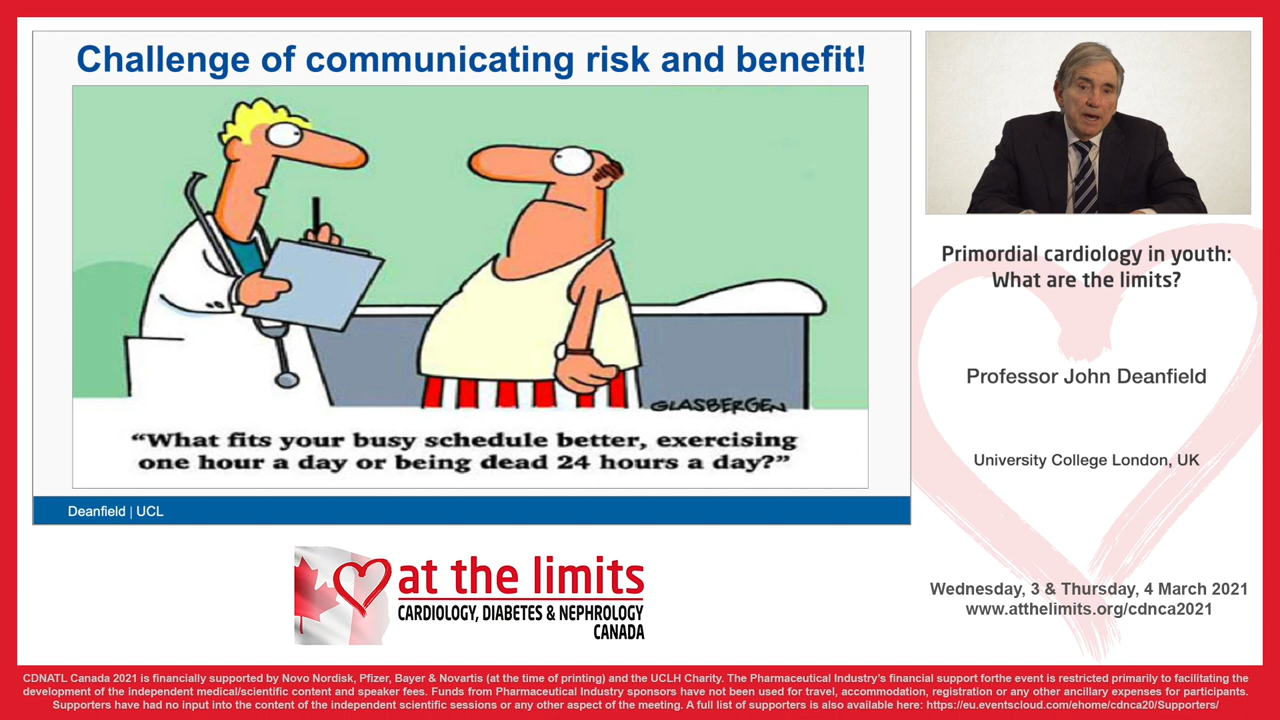 Challenge of communicating risk and benefit!
GLASBERGEN
“What fits your busy schedule better, exercising
one hour a day or being dead 24 hours a day?”
Deanfield | UCL
Primordial cardiology in youth:
What are the limits?
Professor John Deanfield
University College London, UK
at the limits
CARDIOLOGY, DIABETES & NEPHROLOGY
CANADA
Wednesday, 3 & Thursday, 4 March 2021
www.atthelimits.org/cdnca2021
CDNATL Canada 2021 is financially supported by Novo Nordisk, Pfizer, Bayer & Novartis (at the time of printing) and the UCLH Charity. The Pharmaceutical Industry's financial support forthe event is restricted primarily to facilitating the
development of the independent medical/scientific content and speaker fees. Funds from Pharmaceutical Industry sponsors have not been used for travel, accommodation, registration or any other ancillary expenses for participants.
Supporters have had no input into the content of the independent scientific sessions or any other aspect of the meeting. A full list of supporters is also available here: https://eu.eventscloud.com/ehome/cdnca20/Supporters/